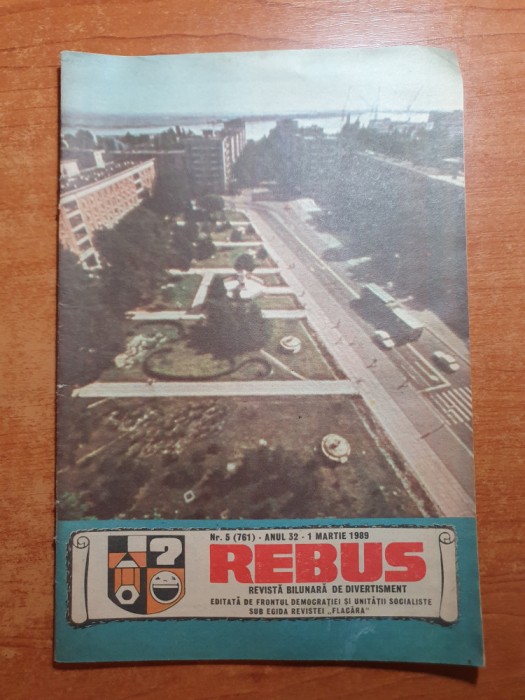 Nr. 5 (761) - ANUL 32 - 1 MARTIE 1989
REBUS
REVISTĂ BILUNARĂ DE DIVERTISMENT
EDITATĂ DE FRONTUL DEMOCRAȚIEI ȘI UNITĂȚII SOCIALISTE
SUB EGIDA REVISTEI „FLACĂRA"
?